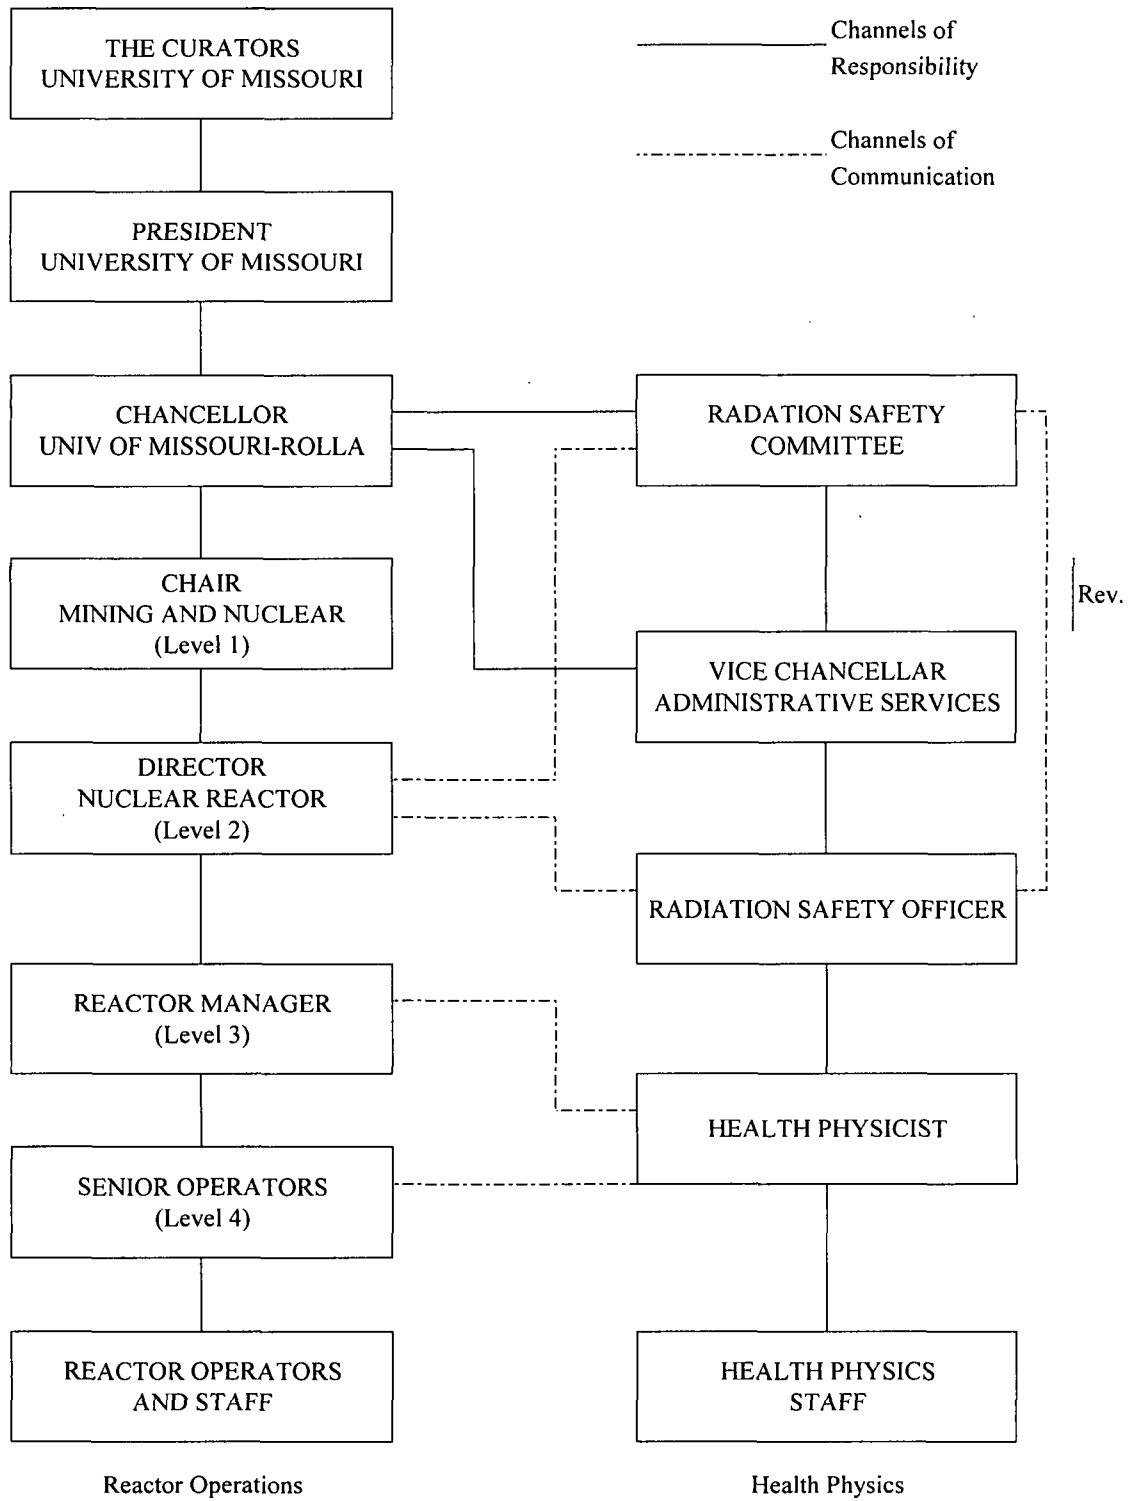 THE CURATORS
UNIVERSITY OF MISSOURI
Channels of
Responsibility
Channels of
Communication
PRESIDENT
UNIVERSITY OF MISSOURI
CHANCELLOR
UNIV OF MISSOURI-ROLLA
RADATION SAFETY
COMMITTEE
CHAIR
MINING AND NUCLEAR
(Level 1)
Rev.
VICE CHANCELLAR
ADMINISTRATIVE SERVICES
DIRECTOR
NUCLEAR REACTOR
(Level 2)
RADIATION SAFETY OFFICER
REACTOR MANAGER
(Level 3)
HEALTH PHYSICIST
SENIOR OPERATORS
(Level 4)
REACTOR OPERATORS
AND STAFF
HEALTH PHYSICS
STAFF
Reactor Operations
Health Physics